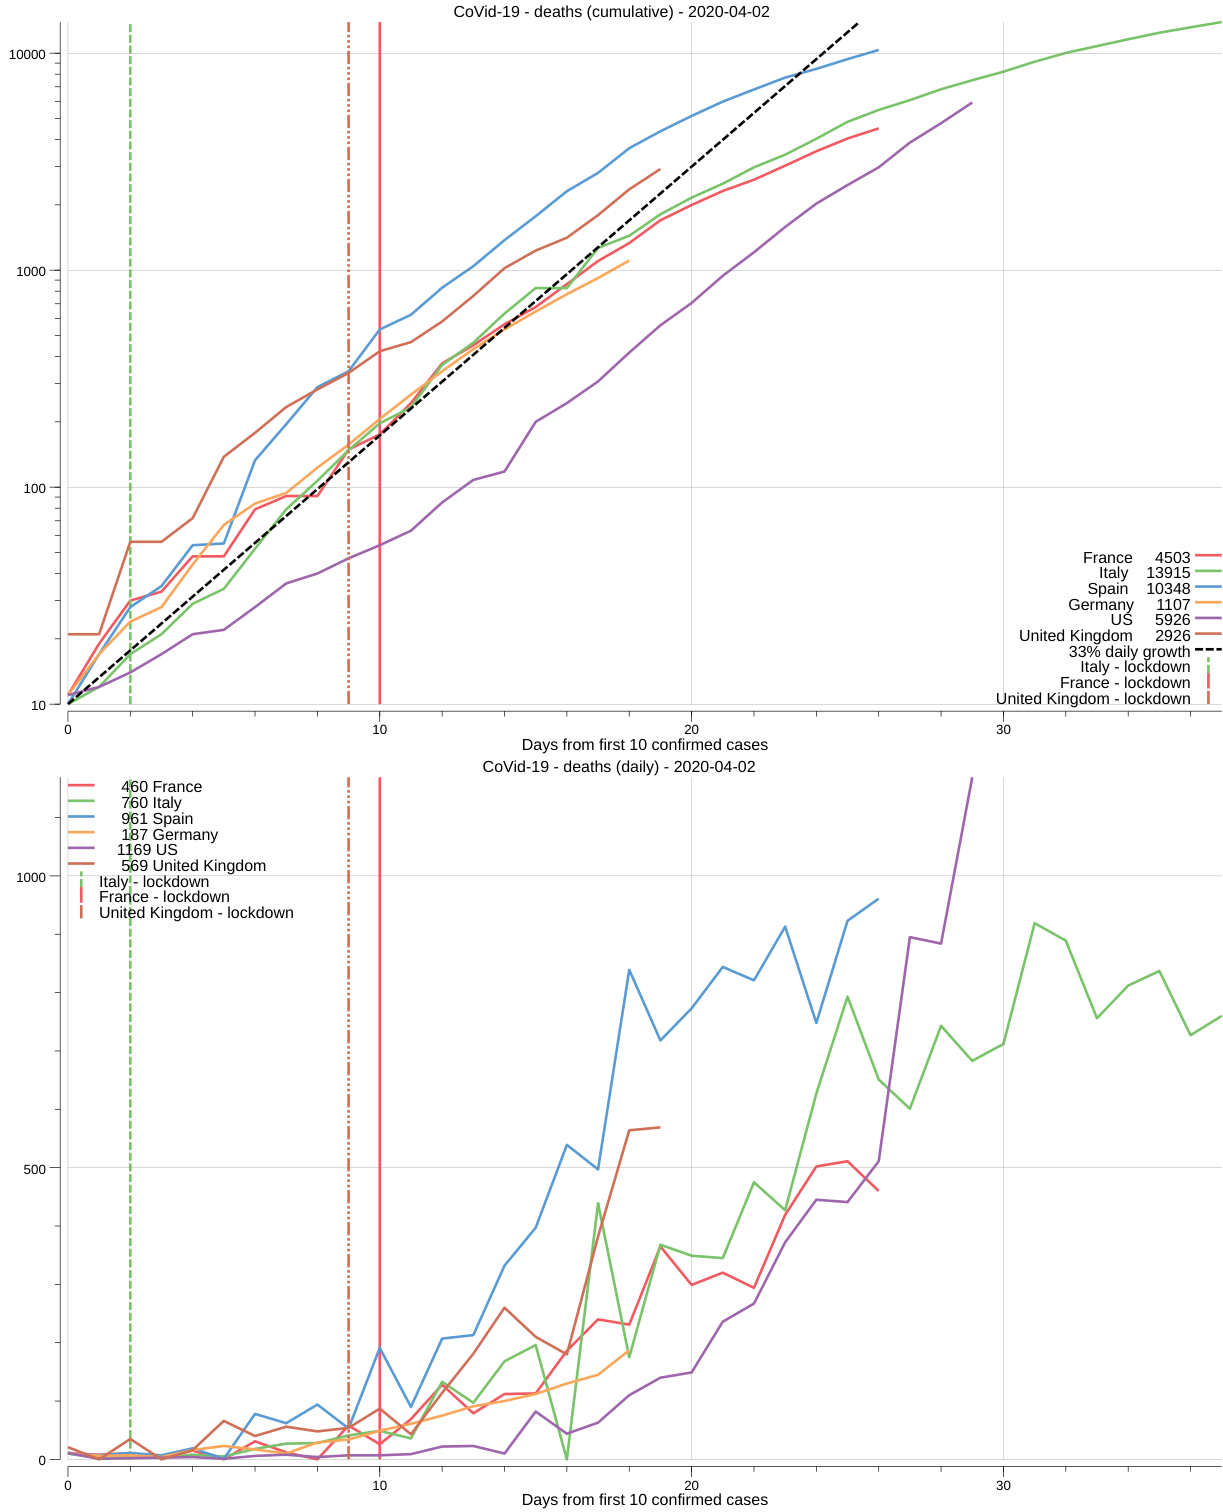 CoVid-19 - deaths (cumulative) - 2020-04-02
10000
1000
100
10
France 4503
Italy 13915
Spain 10348
Germany 1107
US 5926
United Kingdom 2926
33% daily growth
Italy - lockdown
France - lockdown
United Kingdom - lockdown
0 10 20 30
Days from first 10 confirmed cases
CoVid-19 - deaths (daily) - 2020-04-02
460 France
760 Italy
961 Spain
187 Germany
1169 US
569 United Kingdom
Italy - lockdown
France - lockdown
United Kingdom - lockdown
1000
500
0
0 10 20 30
Days from first 10 confirmed cases